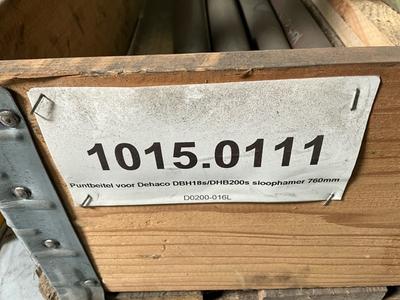 1015.0111
Puntbeitel voor Dehaco DBH18s/DHB200s sloophamer 760mm
D0200-016L